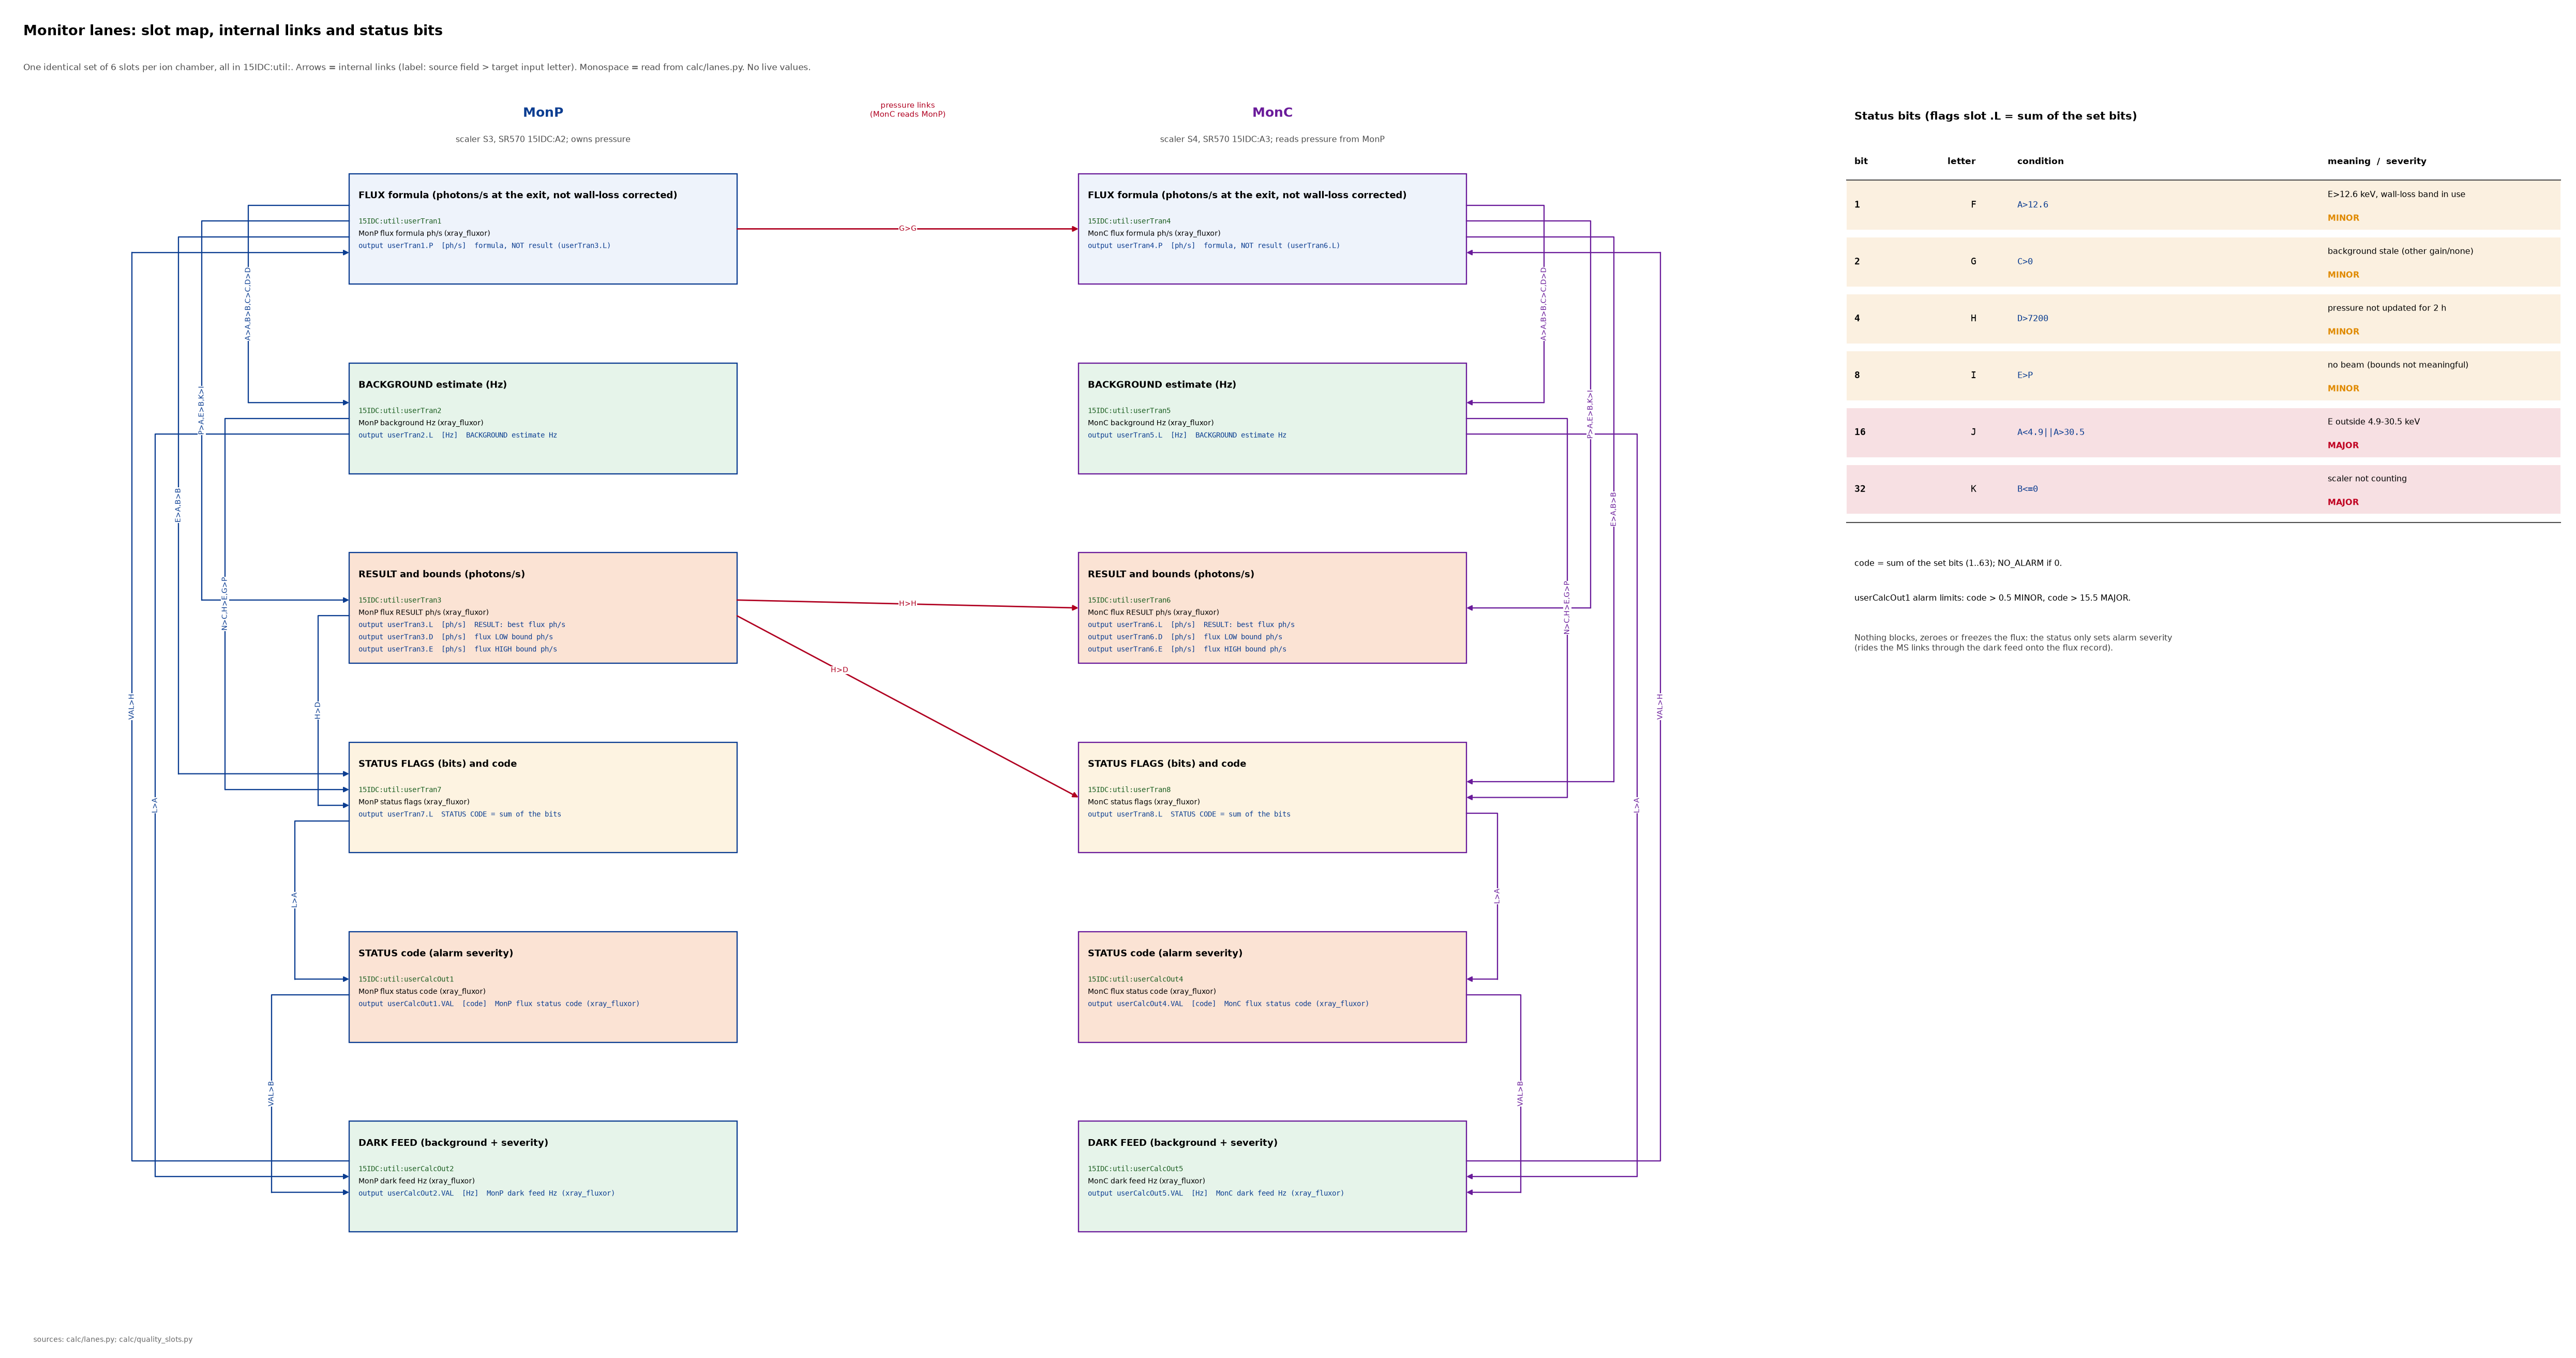 Monitor lanes: slot map, internal links and status bits
One identical set of 6 slots per ion chamber, all in 15IDC:util:. Arrows = internal links (label: source field > target input letter). Monospace = read from calc/lanes.py. No live values.
MonP
scaler S3, SR570 15IDC:A2; owns pressure
pressure links
(MonC reads MonP)
MonC
scaler S4, SR570 15IDC:A3; reads pressure from MonP
FLUX formula (photons/s at the exit, not wall-loss corrected)
15IDC:util:userTran1
MonP flux formula ph/s (xray_fluxor)
output userTran1.P [ph/s] formula, NOT result (userTran3.L)
BACKGROUND estimate (Hz)
15IDC:util:userTran2
MonP background Hz (xray_fluxor)
output userTran2.L [Hz] BACKGROUND estimate Hz
RESULT and bounds (photons/s)
15IDC:util:userTran3
MonP flux RESULT ph/s (xray_fluxor)
output userTran3.L [ph/s] RESULT: best flux ph/s
output userTran3.D [ph/s] flux LOW bound ph/s
output userTran3.E [ph/s] flux HIGH bound ph/s
STATUS FLAGS (bits) and code
15IDC:util:userTran7
MonP status flags (xray_fluxor)
output userTran7.L STATUS CODE = sum of the bits
STATUS code (alarm severity)
15IDC:util:userCalcOut1
MonP flux status code (xray_fluxor)
output userCalcOut1.VAL [code] MonP flux status code (xray_fluxor)
DARK FEED (background + severity)
15IDC:util:userCalcOut2
MonP dark feed Hz (xray_fluxor)
output userCalcOut2.VAL [Hz] MonP dark feed Hz (xray_fluxor)
A>A,B>B,C>C,D>D
P>A,E>B,K>I
E>A,B>B
N>C,H>E,G>P
H>D
VAL>H
L>A
L>A
VAL>B
G>G
H>H
H>D
FLUX formula (photons/s at the exit, not wall-loss corrected)
15IDC:util:userTran4
MonC flux formula ph/s (xray_fluxor)
output userTran4.P [ph/s] formula, NOT result (userTran6.L)
BACKGROUND estimate (Hz)
15IDC:util:userTran5
MonC background Hz (xray_fluxor)
output userTran5.L [Hz] BACKGROUND estimate Hz
RESULT and bounds (photons/s)
15IDC:util:userTran6
MonC flux RESULT ph/s (xray_fluxor)
output userTran6.L [ph/s] RESULT: best flux ph/s
output userTran6.D [ph/s] flux LOW bound ph/s
output userTran6.E [ph/s] flux HIGH bound ph/s
STATUS FLAGS (bits) and code
15IDC:util:userTran8
MonC status flags (xray_fluxor)
output userTran8.L STATUS CODE = sum of the bits
STATUS code (alarm severity)
15IDC:util:userCalcOut4
MonC flux status code (xray_fluxor)
output userCalcOut4.VAL [code] MonC flux status code (xray_fluxor)
DARK FEED (background + severity)
15IDC:util:userCalcOut5
MonC dark feed Hz (xray_fluxor)
output userCalcOut5.VAL [Hz] MonC dark feed Hz (xray_fluxor)
A>A,B>B,C>C,D>D
P>A,E>B,K>I
E>A,B>B
N>C,H>E,G>P
VAL>H
L>A
L>A
VAL>B
Status bits (flags slot .L = sum of the set bits)
bit letter condition meaning / severity
1 F A>12.6 E>12.6 keV, wall-loss band in use
MINOR
2 G C>0 background stale (other gain/none)
MINOR
4 H D>7200 pressure not updated for 2 h
MINOR
8 I E>P no beam (bounds not meaningful)
MINOR
16 J A<4.9||A>30.5 E outside 4.9-30.5 keV
MAJOR
32 K B<=0 scaler not counting
MAJOR
code = sum of the set bits (1..63); NO_ALARM if 0.
userCalcOut1 alarm limits: code > 0.5 MINOR, code > 15.5 MAJOR.
Nothing blocks, zeroes or freezes the flux: the status only sets alarm severity
(rides the MS links through the dark feed onto the flux record).
sources: calc/lanes.py; calc/quality_slots.py